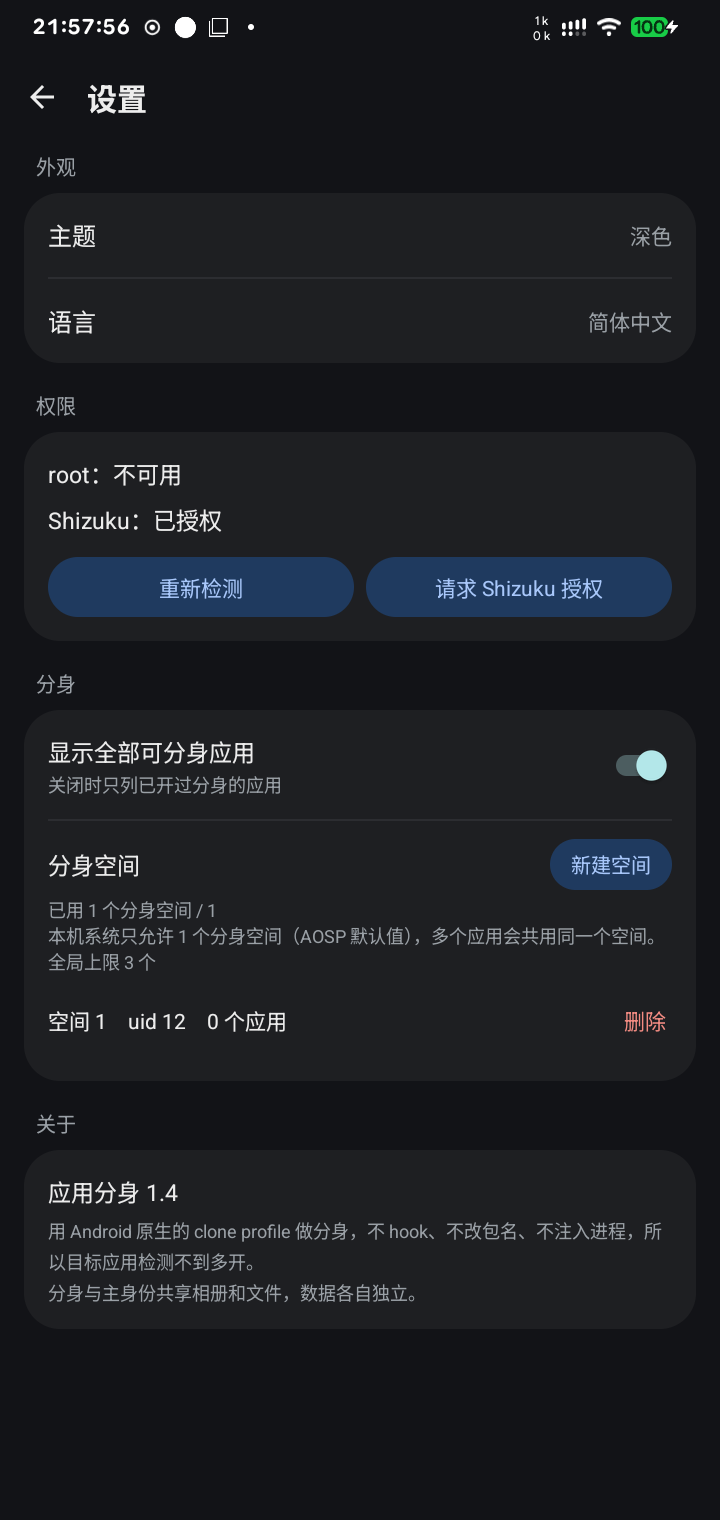 21:57:56
1k
0k
100
设置
外观
主题
深色
语言
简体中文
权限
root：不可用
Shizuku：已授权
重新检测
请求 Shizuku 授权
分身
显示全部可分身应用
关闭时只列已开过分身的应用
分身空间
新建空间
已用 1 个分身空间 / 1
本机系统只允许 1 个分身空间（AOSP 默认值），多个应用会共用同一个空间。
全局上限 3 个
空间 1 uid 12 0 个应用
删除
关于
应用分身 1.4
用 Android 原生的 clone profile 做分身，不 hook、不改包名、不注入进程，所
以目标应用检测不到多开。
分身与主身份共享相册和文件，数据各自独立。